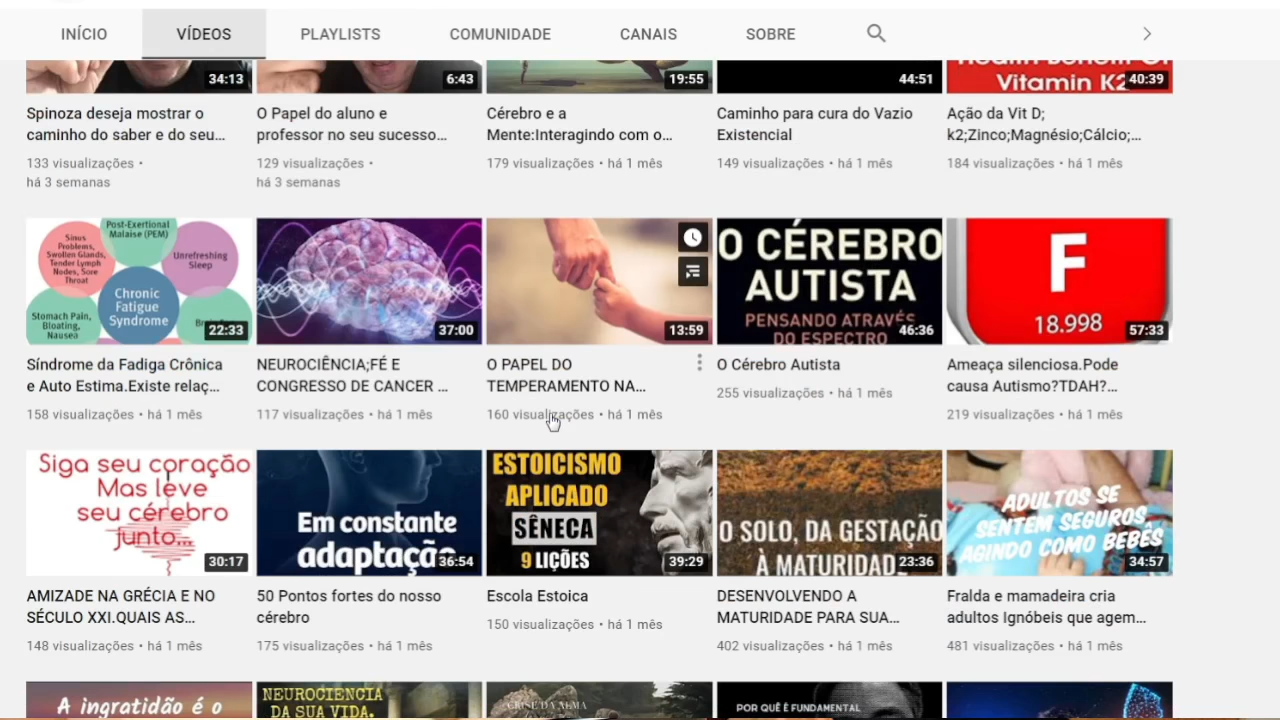 INÍCIO
VÍDEOS
PLAYLISTS
COMUNIDADE
CANAIS
SOBRE
34:13
6:43
19:55
44:51
Vitamin K2
40:39
Spinoza deseja mostrar o
caminho do saber e do seu...
133 visualizações •
há 3 semanas
O Papel do aluno e
professor no seu sucesso...
129 visualizações •
há 3 semanas
Cérebro e a
Mente:Interagindo com o...
179 visualizações • há 1 mês
Caminho para cura do Vazio
Existencial
149 visualizações • há 1 mês
Ação da Vit D;
k2;Zinco;Magnésio;Cálcio;...
184 visualizações • há 1 mês
Post-Exertional
Malaise (PEM)
Sinus
Problems,
Swollen Glands,
Tender Lymph
Nodes, Sore
Throat
Unrefreshing
Sleep
Chronic
Fatigue
Syndrome
Stomach Pain,
Bloating,
Nausea
22:33
37:00
13:59
O CÉREBRO
AUTISTA
PENSANDO ATRAVÉS
DO ESPECTRO
46:36
F
18.998
57:33
Síndrome da Fadiga Crônica
e Auto Estima.Existe relaç...
158 visualizações • há 1 mês
NEUROCIÊNCIA;FÉ E
CONGRESSO DE CANCER ...
117 visualizações • há 1 mês
O PAPEL DO
TEMPERAMENTO NA...
160 visualizações • há 1 mês
O Cérebro Autista
255 visualizações • há 1 mês
Ameaça silenciosa.Pode
causa Autismo?TDAH?...
219 visualizações • há 1 mês
Siga seu coração
Mas leve
seu cérebro
junto...
30:17
Em constante
adaptação
36:54
ESTOICISMO
APLICADO
SÊNECA
9 LIÇÕES
39:29
O SOLO, DA GESTAÇÃO
À MATURIDADE
23:36
ADULTOS SE
SENTEM SEGUROS
AGINDO COMO BEBÊS
34:57
AMIZADE NA GRÉCIA E NO
SÉCULO XXI.QUAIS AS...
148 visualizações • há 1 mês
50 Pontos fortes do nosso
cérebro
175 visualizações • há 1 mês
Escola Estoica
150 visualizações • há 1 mês
DESENVOLVENDO A
MATURIDADE PARA SUA...
402 visualizações • há 1 mês
Fralda e mamadeira cria
adultos Ignóbeis que agem...
481 visualizações • há 1 mês
A ingratidão é o
NEUROCIENCIA
DA SUA VIDA.
CRISE DA ALMA
POR QUÊ É FUNDAMENTAL